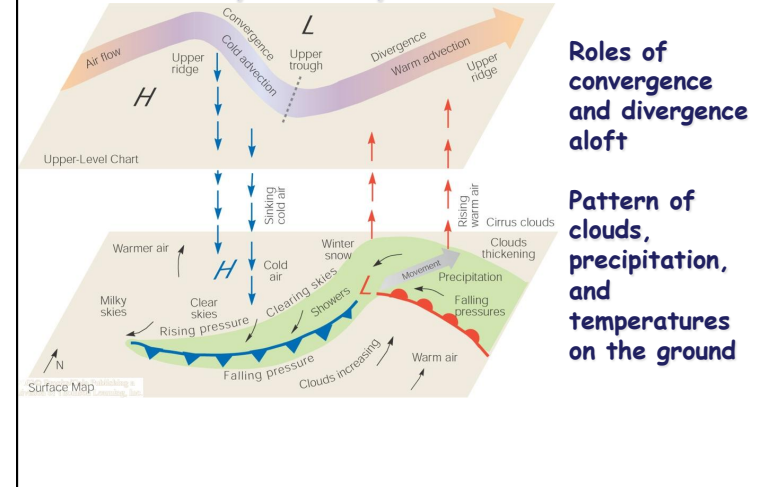 Convergence
Cold advection
L
Air flow
Upper
ridge
Upper
trough
Divergence
Warm advection
Upper
ridge
H
Upper-Level Chart
Sinking
cold air
Rising
warm air
Cirrus clouds
Warmer air
H
Cold
air
Winter
snow
Clouds
thickening
Movement
Precipitation
Milky
skies
Clear
skies
Clearing skies
Showers
L
Falling
pressures
Rising pressure
Falling pressure
Clouds increasing
Warm air
N
Surface Map
Roles of
convergence
and divergence
aloft
Pattern of
clouds,
precipitation,
and
temperatures
on the ground